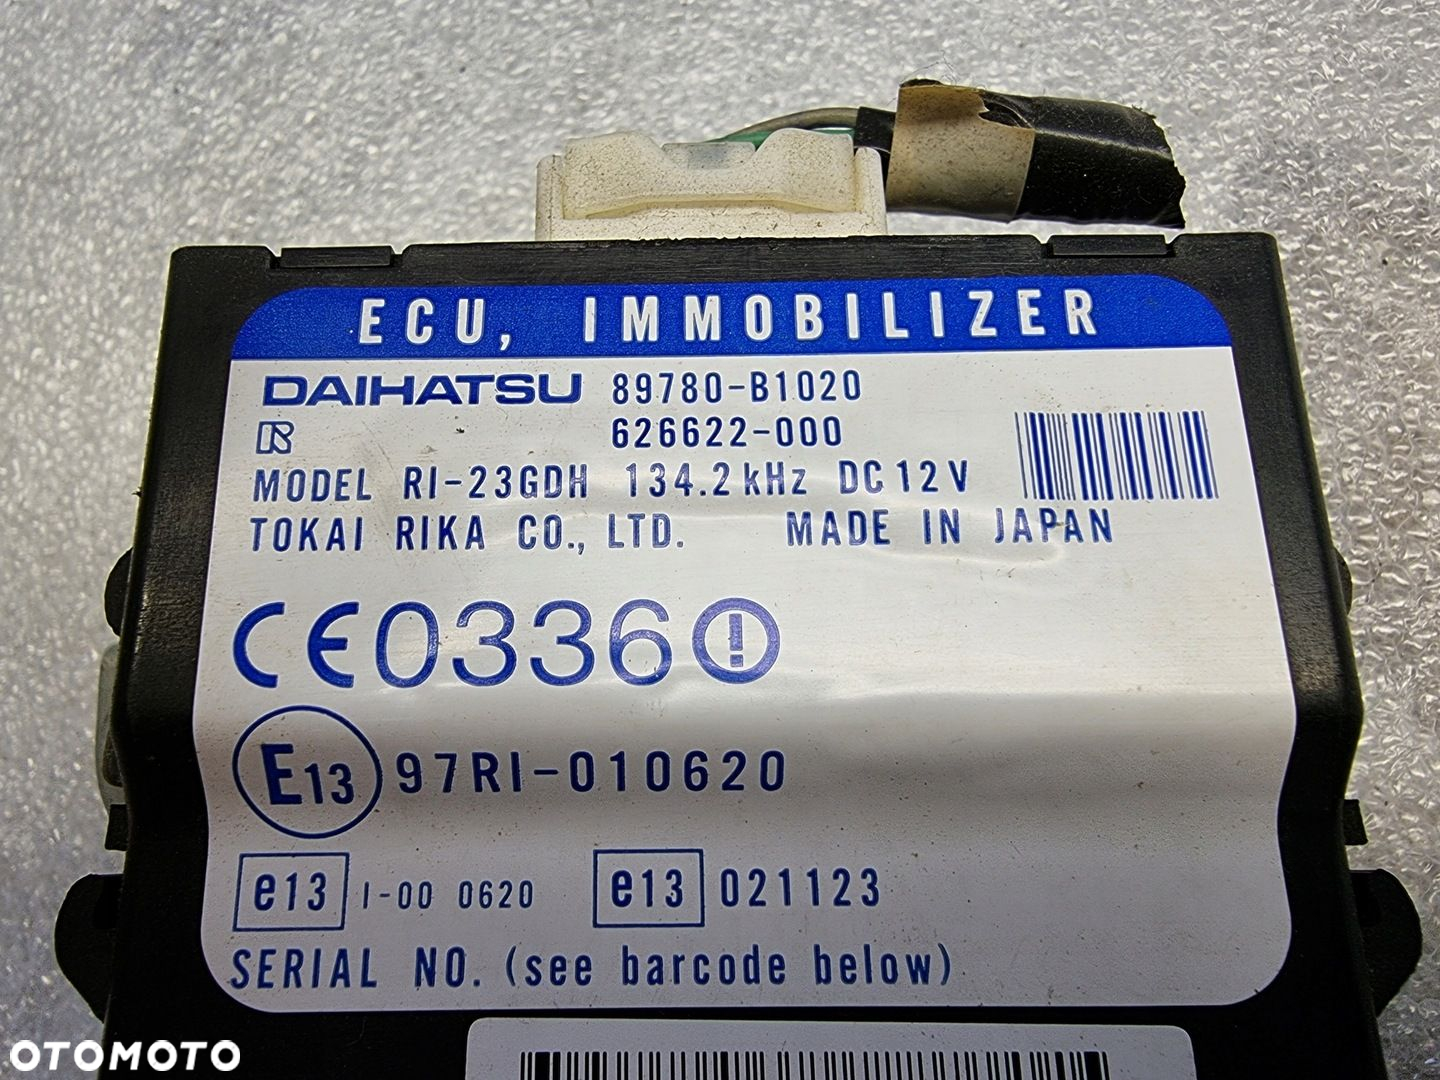 ECU, IMMOBILIZER
DAIHATSU 89780-B1020
R 626622-000
MODEL RI-23GDH 134.2kHz DC12V
TOKAI RIKA CO., LTD. MADE IN JAPAN
CE0336!
E13 97RI-010620
e13 I-00 0620 e13 021123
SERIAL NO. (see barcode below)
OTOMOTO